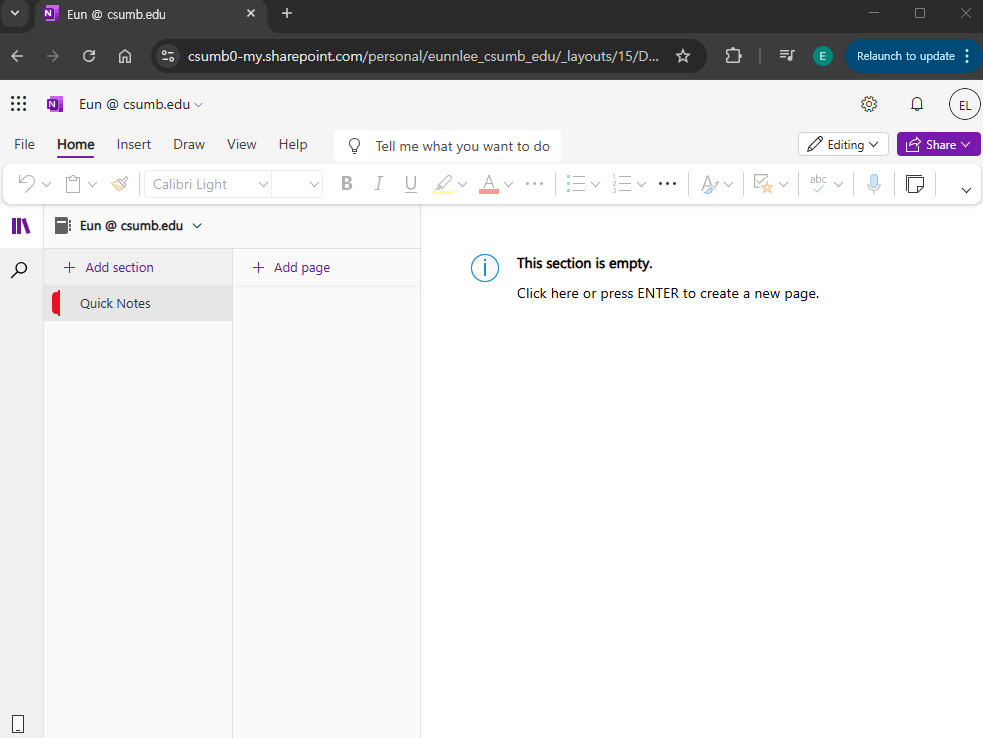 Eun @ csumb.edu
csumb0-my.sharepoint.com/personal/eunnlee_csumb_edu/_layouts/15/D...
E
Relaunch to update
N
Eun @ csumb.edu
EL
File Home Insert Draw View Help
Tell me what you want to do
Editing
Share
Calibri Light
B I U A
abc
Eun @ csumb.edu
Add section
Add page
Quick Notes
This section is empty.
Click here or press ENTER to create a new page.